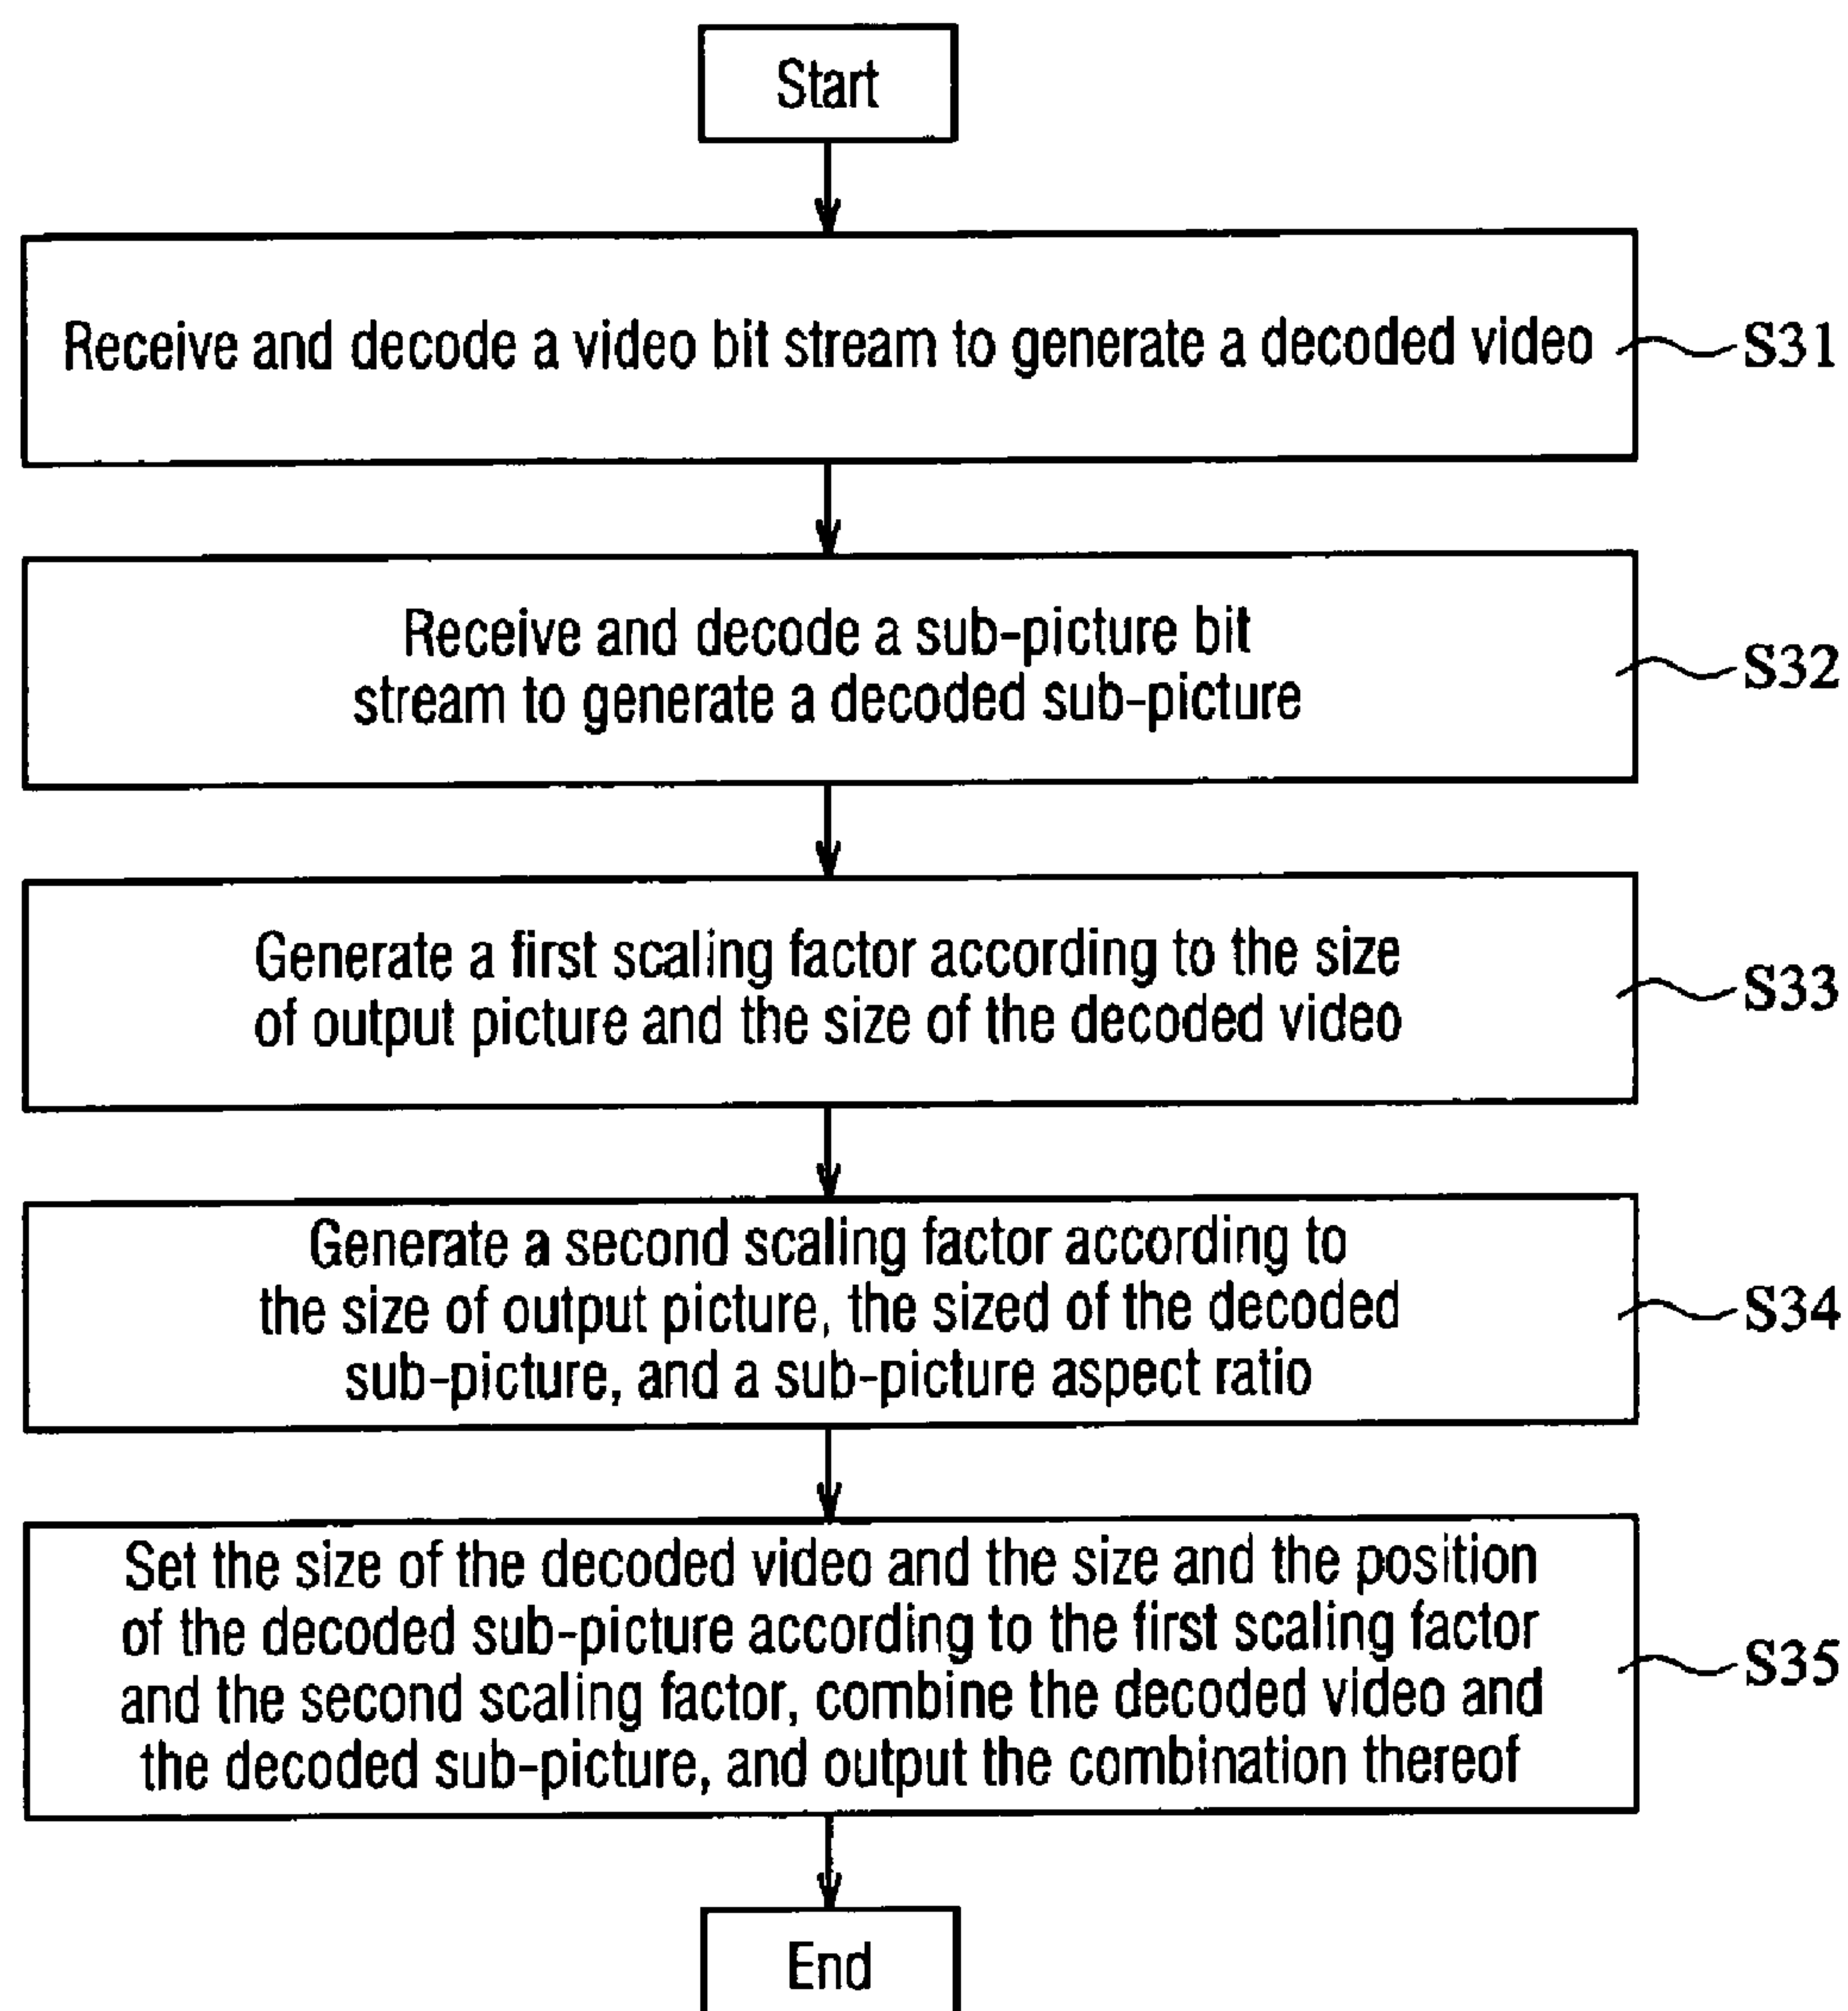 Start
Receive and decode a video bit stream to generate a decoded video
S31
Receive and decode a sub-picture bit
stream to generate a decoded sub-picture
S32
Generate a first scaling factor according to the size
of output picture and the size of the decoded video
S33
Generate a second scaling factor according to
the size of output picture, the sized of the decoded
sub-picture, and a sub-picture aspect ratio
S34
Set the size of the decoded video and the size and the position
of the decoded sub-picture according to the first scaling factor
and the second scaling factor, combine the decoded video and
the decoded sub-picture, and output the combination thereof
S35
End